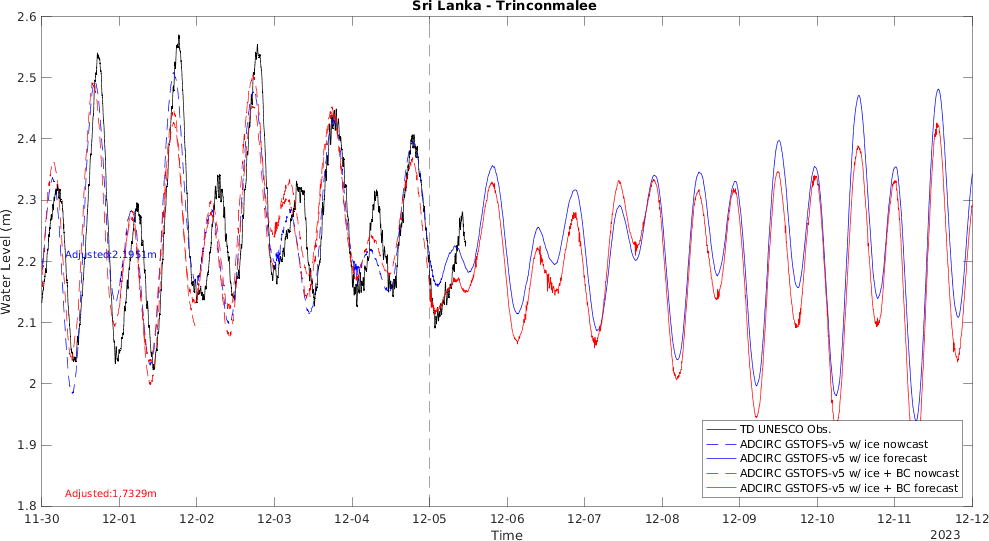 Sri Lanka - Trinconmalee
Water Level (m)
2.6
2.5
2.4
2.3
2.2
2.1
2
1.9
1.8
Adjusted:2.1951m
Adjusted:1.7329m
TD UNESCO Obs.
ADCIRC GSTOFS-v5 w/ ice nowcast
ADCIRC GSTOFS-v5 w/ ice forecast
ADCIRC GSTOFS-v5 w/ ice + BC nowcast
ADCIRC GSTOFS-v5 w/ ice + BC forecast
11-30 12-01 12-02 12-03 12-04 12-05 12-06 12-07 12-08 12-09 12-10 12-11 12-12
Time
2023